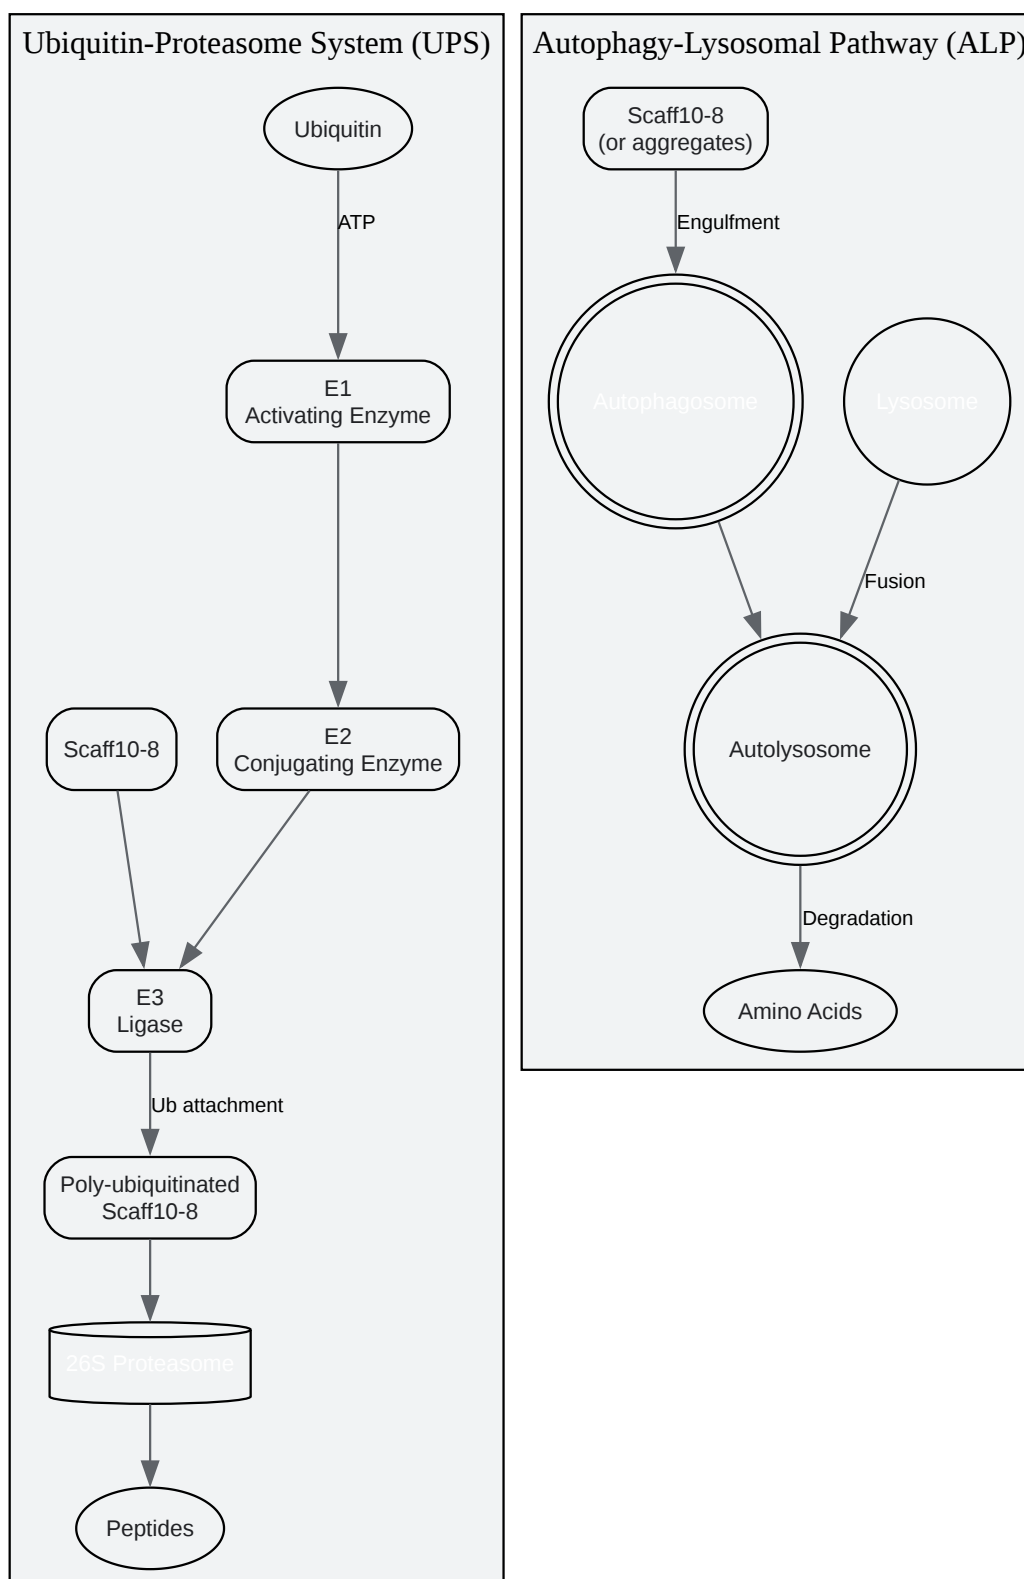 Ubiquitin-Proteasome System (UPS)
Ubiquitin
ATP
E1
Activating Enzyme
Scaff10-8
E2
Conjugating Enzyme
E3
Ligase
Ub attachment
Poly-ubiquitinated
Scaff10-8
26S Proteasome
Peptides
Autophagy-Lysosomal Pathway (ALP)
Scaff10-8
(or aggregates)
Engulfment
Autophagosome
Lysosome
Fusion
Autolysosome
Degradation
Amino Acids